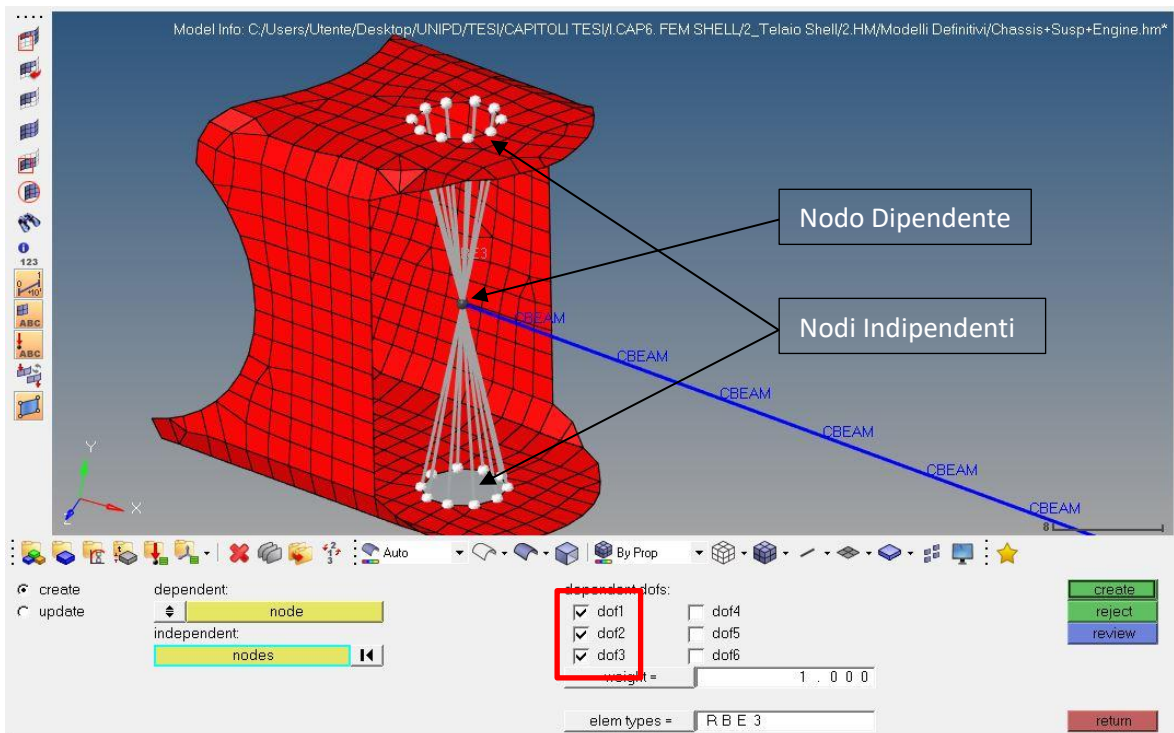 Model Info: C:/Users/Utente/Desktop/UNIPD/TESI/CAPITOLI TESI/I.CAP6. FEM SHELL/2_Telaio Shell/2.HM/Modelli Definitivi/Chassis+Susp+Engine.hm*
Nodo Dipendente
Nodi Indipendenti
CBEAM
CBEAM
CBEAM
CBEAM
CBEAM
CBEAM
123
ABC
ABC
Y
X
Z
8
Auto
By Prop
create
update
dependent:
node
independent:
nodes
dependent dofs:
dof1 dof4
dof2 dof5
dof3 dof6
weight = 1.000
elem types = RBE3
create
reject
review
return